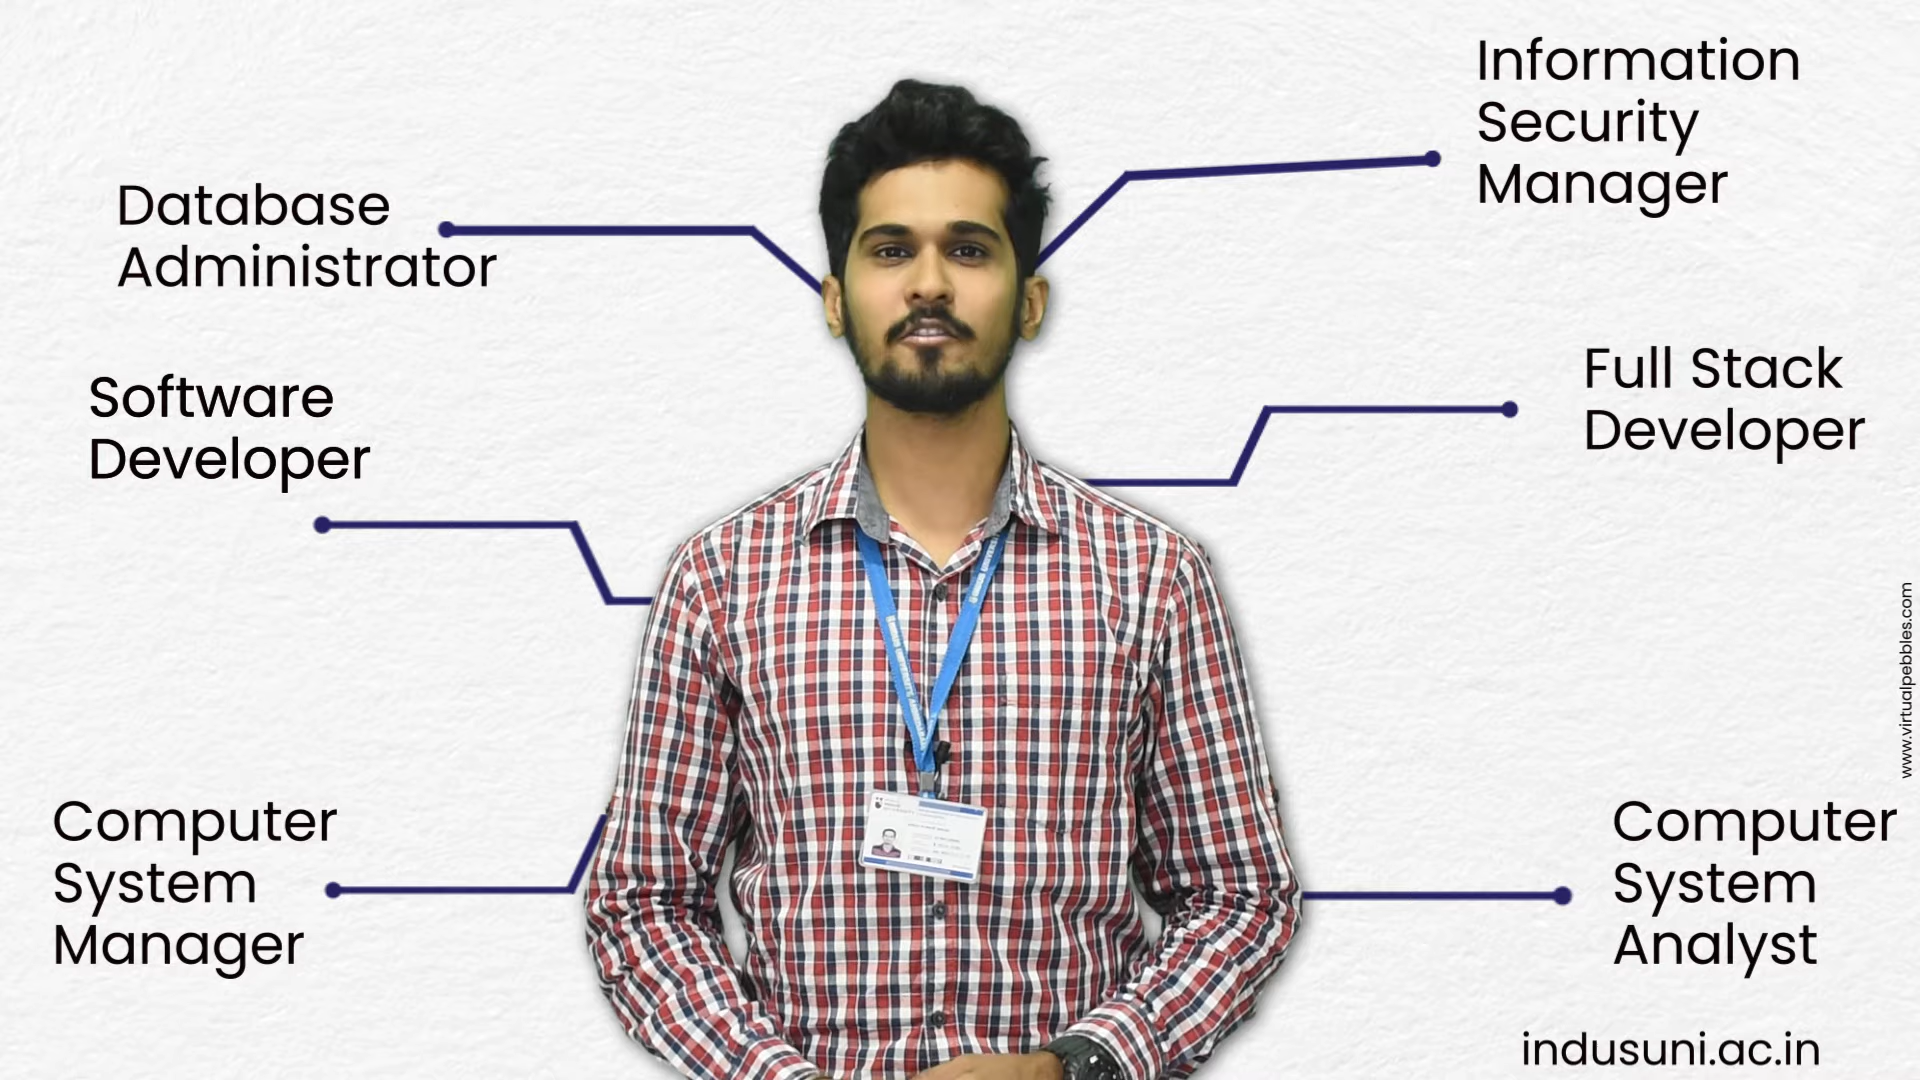 Information
Security
Manager
Database
Administrator
Software
Developer
Full Stack
Developer
Computer
System
Manager
Computer
System
Analyst
indusuni.ac.in
www.virtualpebbles.com